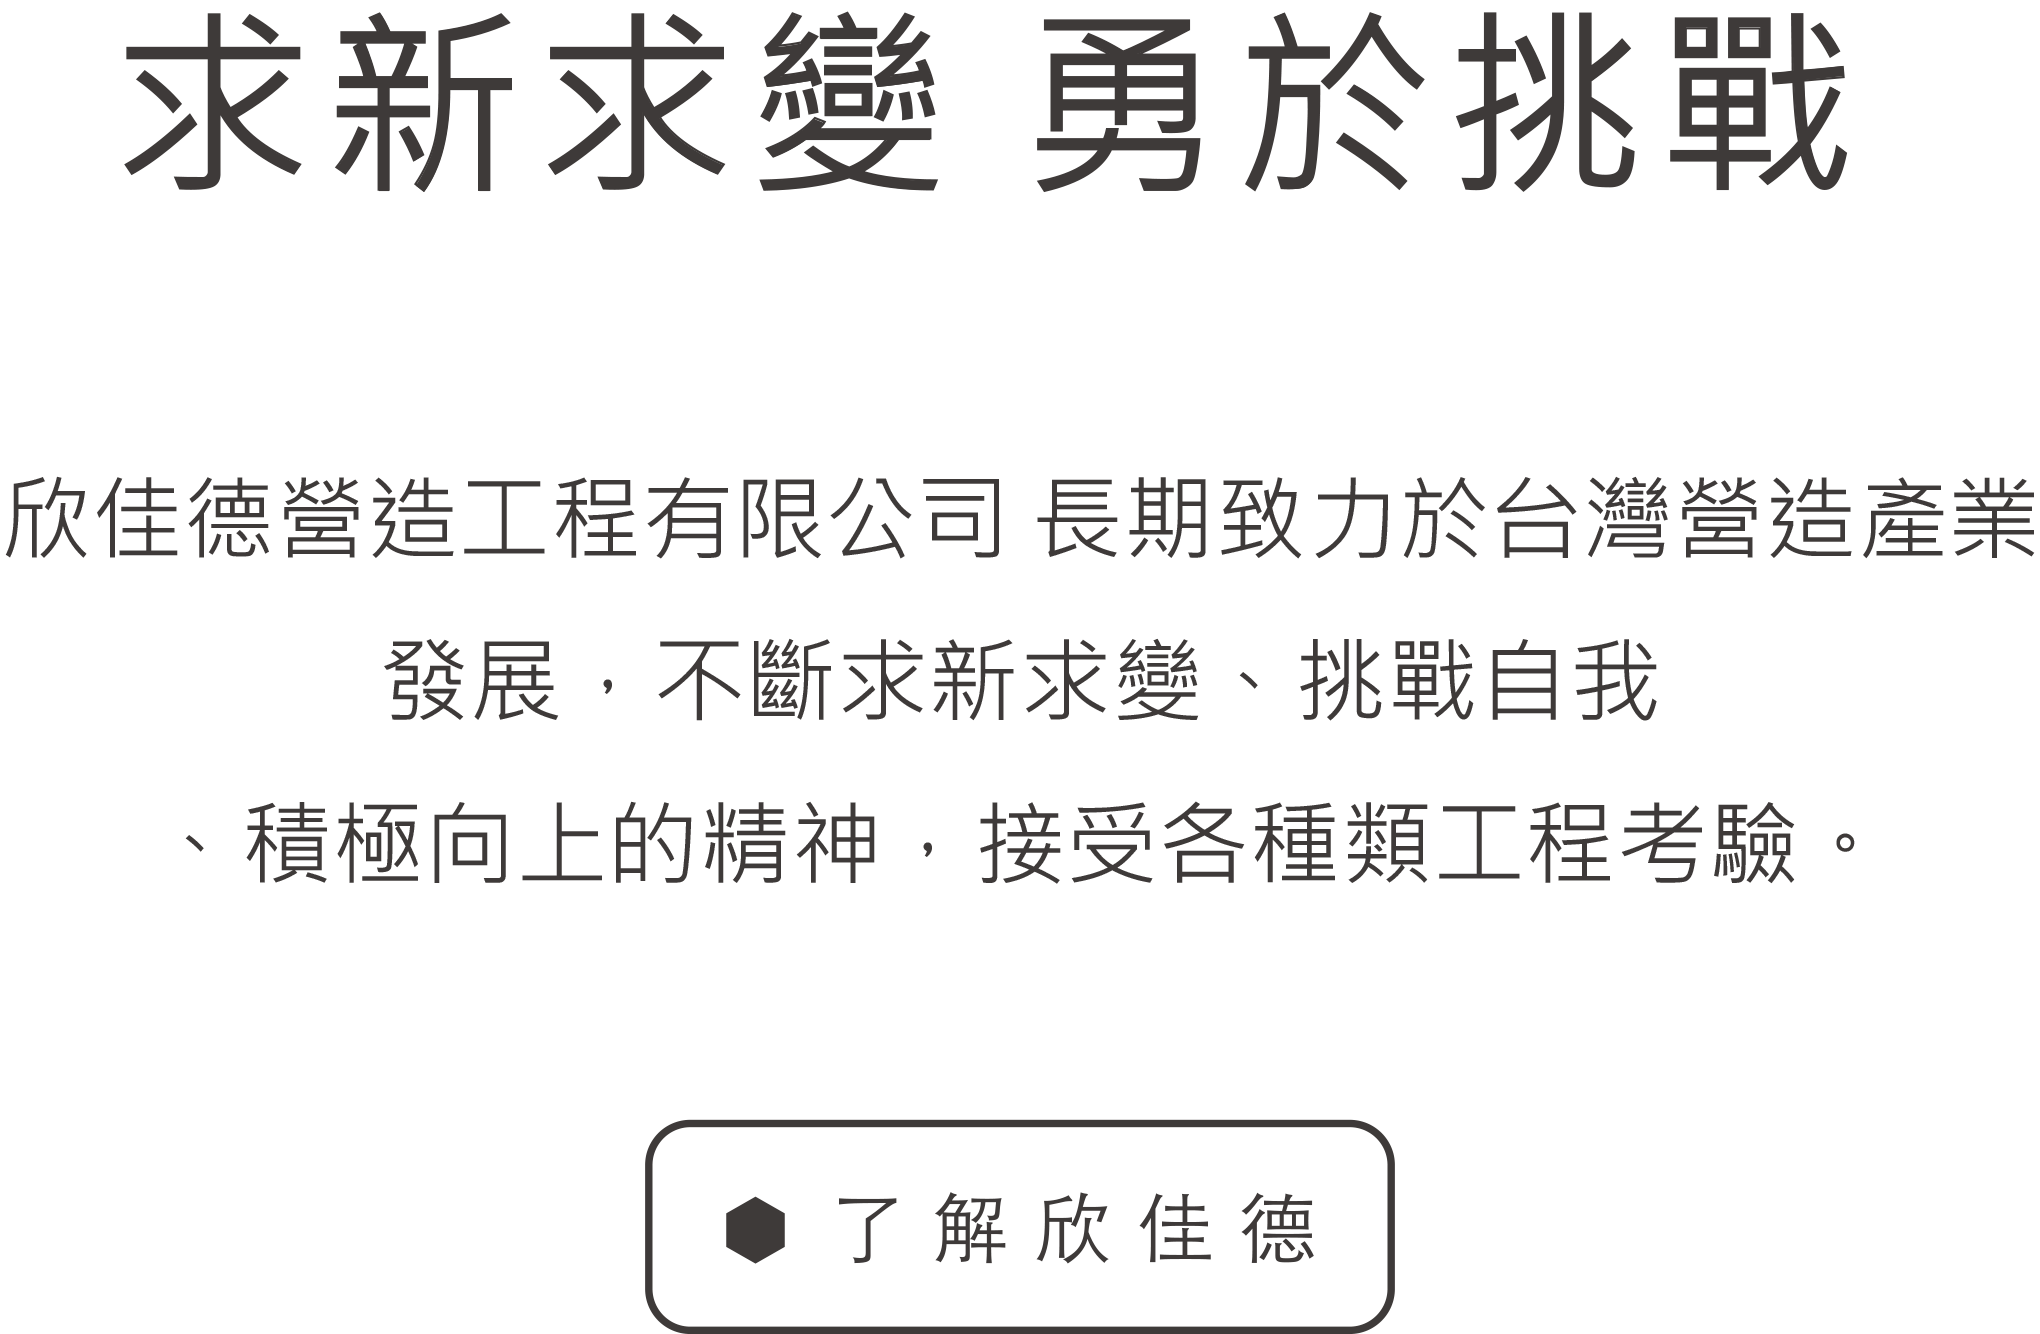 求新求變 勇於挑戰
欣佳德營造工程有限公司 長期致力於台灣營造產業
發展，不斷求新求變、挑戰自我
、積極向上的精神，接受各種類工程考驗。
⬢ 了解欣佳德